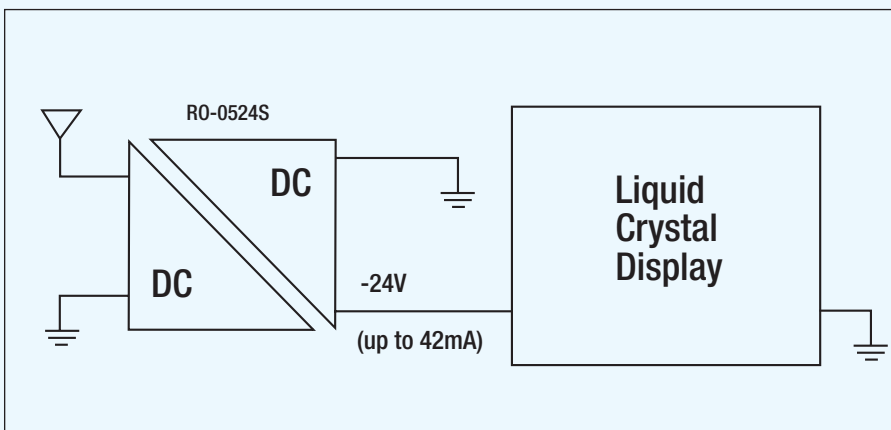 RO-0524S
DC
DC
-24V
(up to 42mA)
Liquid
Crystal
Display